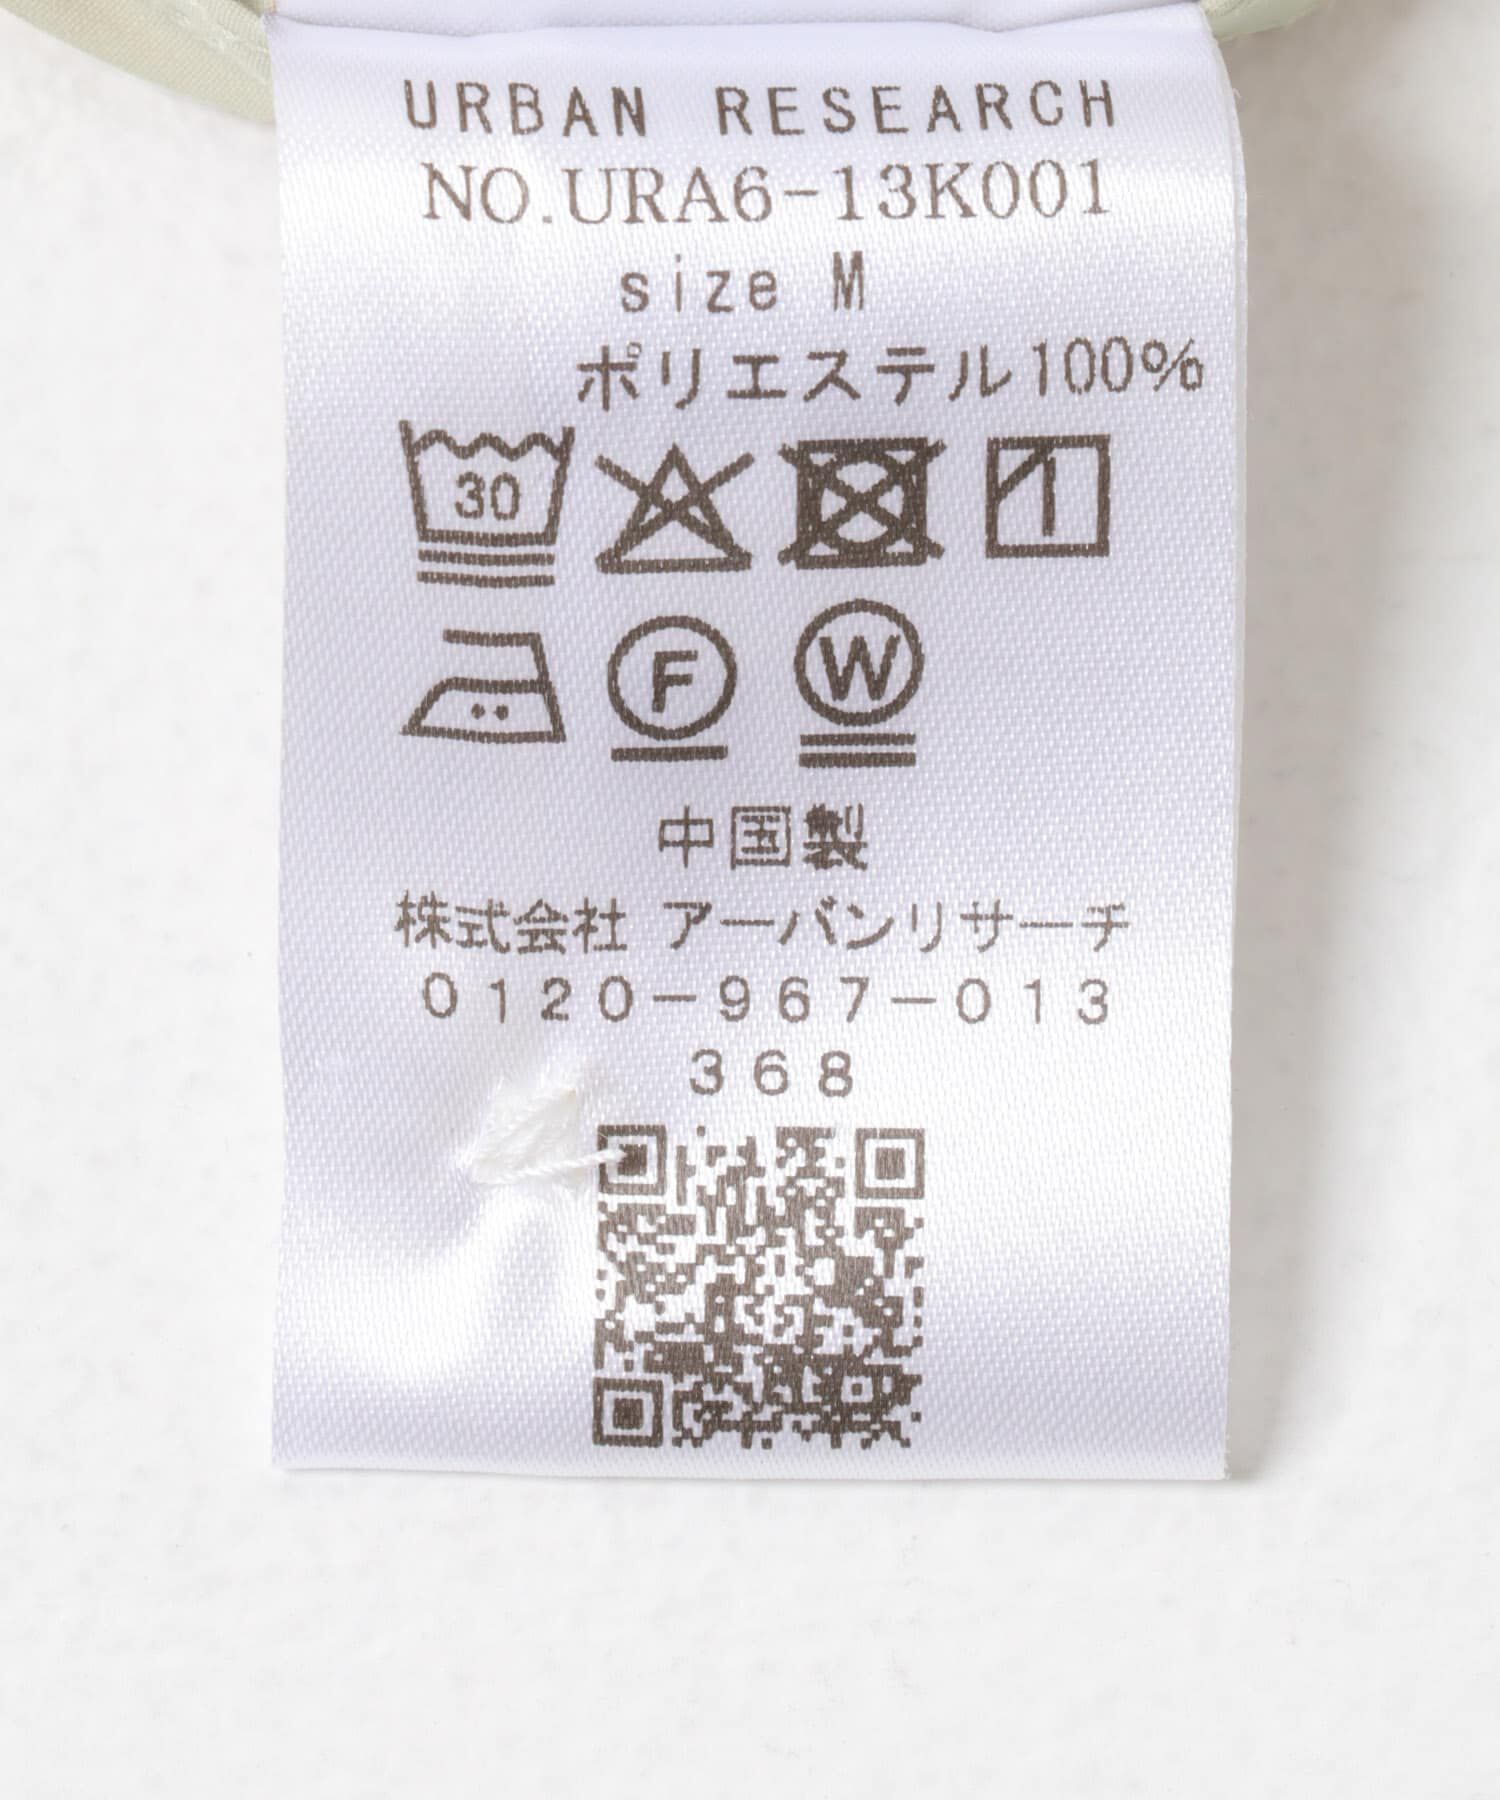 URBAN RESEARCH
NO.URA6-13K001
size M
ポリエステル100%
30
F
W
中国製
株式会社 アーバンリサーチ
0120-967-013
368